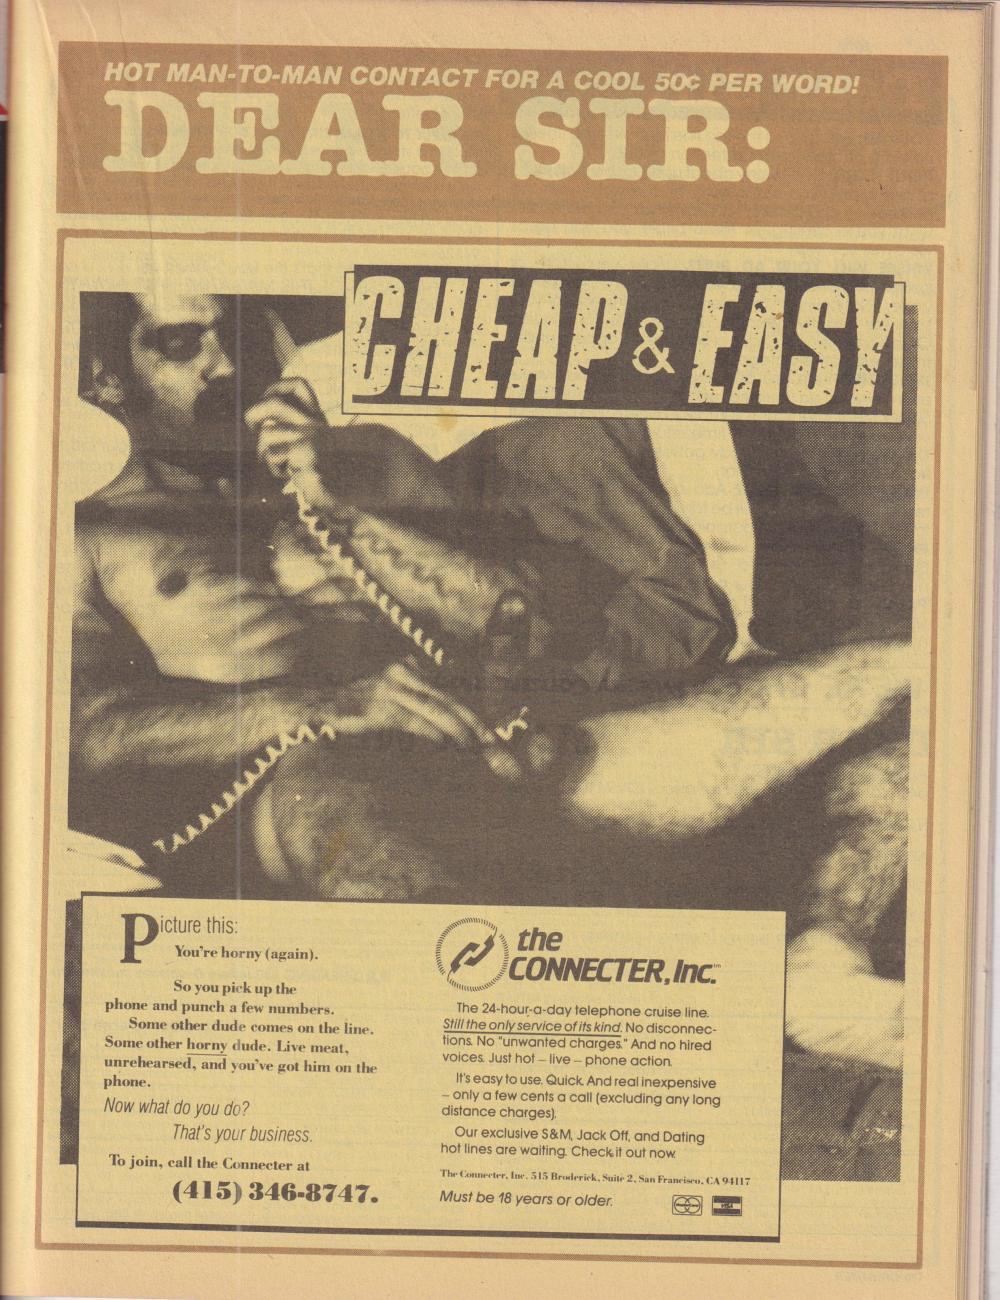 HOT MAN-TO-MAN CONTACT FOR A COOL 50¢ PER WORD!
DEAR SIR:
CHEAP & EASY
Picture this:
You're horny (again).
So you pick up the
phone and punch a few numbers.
Some other dude comes on the line.
Some other horny dude. Live meat,
unrehearsed, and you've got him on the
phone.
Now what do you do?
That's your business.
To join, call the Connecter at
(415) 346-8747.
the
CONNECTER, Inc.™
The 24-hour-a-day telephone cruise line.
Still the only service of its kind. No disconnec-
tions. No "unwanted charges." And no hired
voices. Just hot – live – phone action.
It's easy to use. Quick. And real inexpensive
– only a few cents a call (excluding any long
distance charges).
Our exclusive S&M, Jack Off, and Dating
hot lines are waiting. Check it out now.
The Connecter, Inc. 515 Broderick, Suite 2, San Francisco, CA 94117
Must be 18 years or older.
VISA